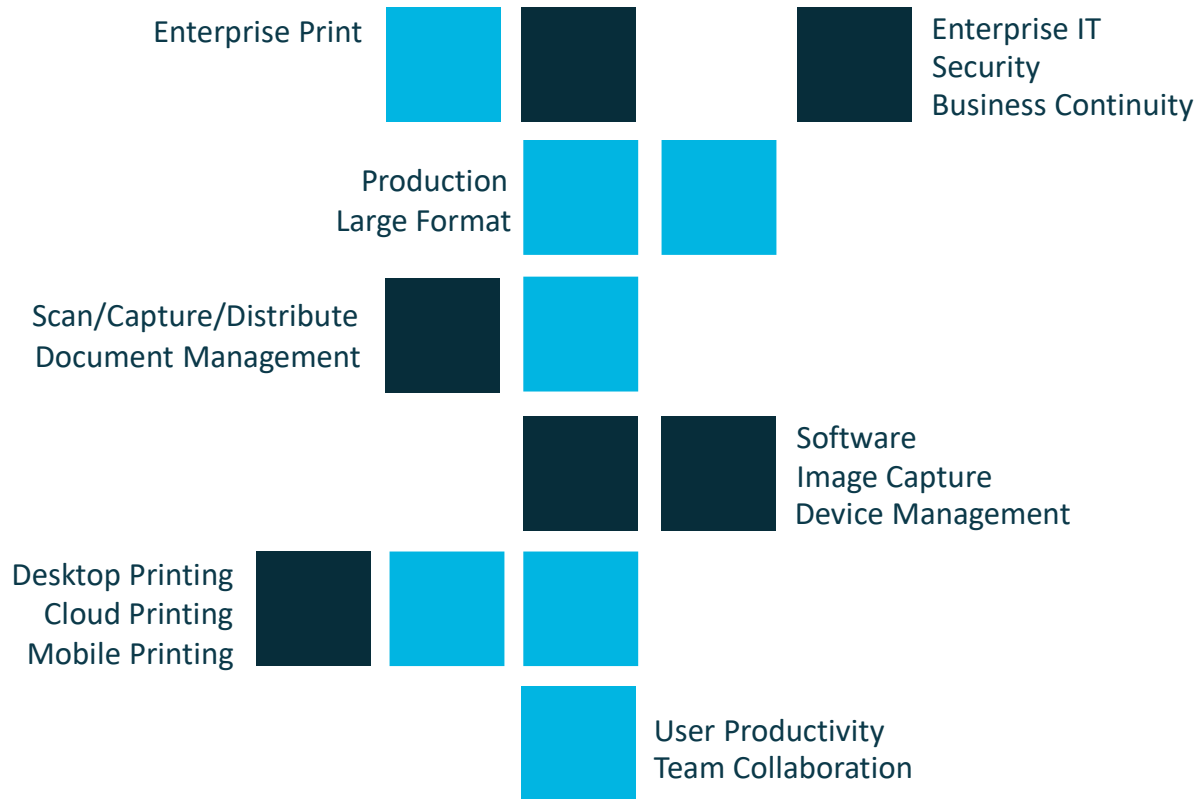 Enterprise Print
Enterprise IT
Security
Business Continuity
Production
Large Format
Scan/Capture/Distribute
Document Management
Software
Image Capture
Device Management
Desktop Printing
Cloud Printing
Mobile Printing
User Productivity
Team Collaboration